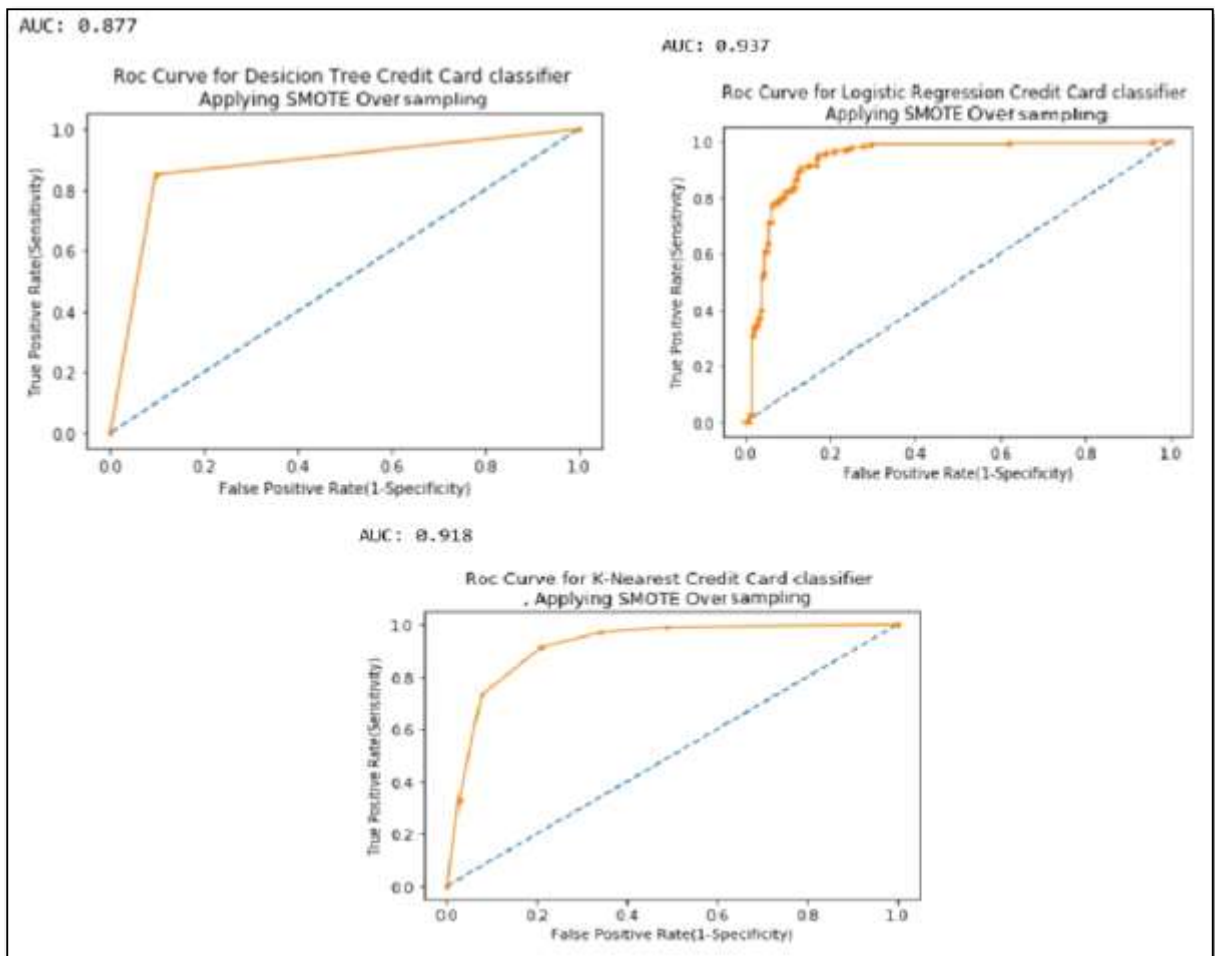 AUC: 0.877
Roc Curve for Desicion Tree Credit Card classifier
Applying SMOTE Over sampling
True Positive Rate(Sensitivity)
1.0
0.8
0.6
0.4
0.2
0.0
0.0 0.2 0.4 0.6 0.8 1.0
False Positive Rate(1-Specificity)
AUC: 0.937
Roc Curve for Logistic Regression Credit Card classifier
Applying SMOTE Over sampling
True Positive Rate(Sensitivity)
1.0
0.8
0.6
0.4
0.2
0.0
0.0 0.2 0.4 0.6 0.8 1.0
False Positive Rate(1-Specificity)
AUC: 0.918
Roc Curve for K-Nearest Credit Card classifier
. Applying SMOTE Over sampling
True Positive Rate(Sensitivity)
1.0
0.8
0.6
0.4
0.2
0.0
0.0 0.2 0.4 0.6 0.8 1.0
False Positive Rate(1-Specificity)